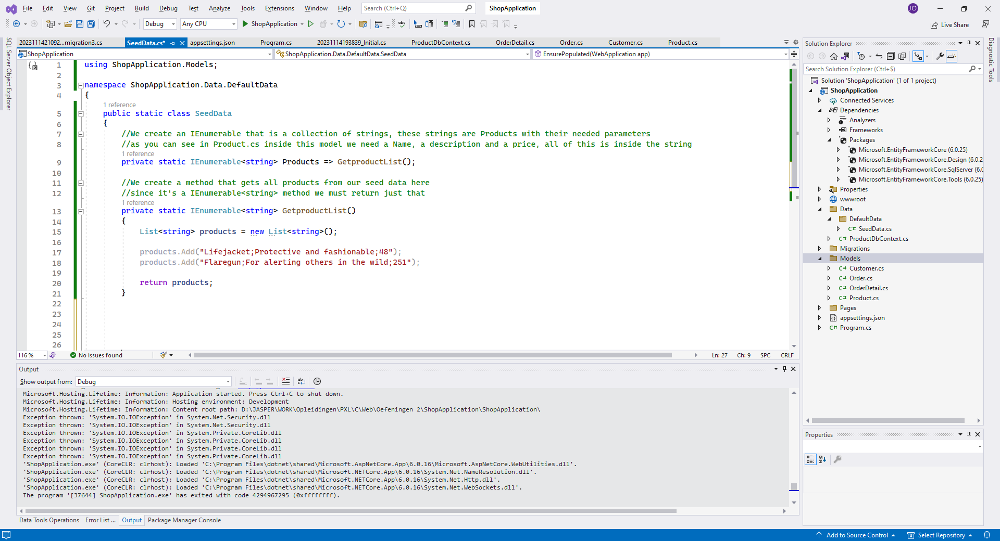 File Edit View Git Project Build Debug Test Analyze Tools Extensions Window Help Search (Ctrl+Q) ShopApplication JO
Debug Any CPU ShopApplication Live Share
2023111421092...migration3.cs SeedData.cs* appsettings.json Program.cs 20231114193839_Initial.cs ProductDbContext.cs OrderDetail.cs Order.cs Customer.cs Product.cs
ShopApplication ShopApplication.Data.DefaultData.SeedData EnsurePopulated(WebApplication app)
SQL Server Object Explorer
1 using ShopApplication.Models;
2
3 namespace ShopApplication.Data.DefaultData
4 {
1 reference
5 public static class SeedData
6 {
7 //We create an IEnumerable that is a collection of strings, these strings are Products with their needed parameters
8 //as you can see in Product.cs inside this model we need a Name, a description and a price, all of this is inside the string
1 reference
9 private static IEnumerable<string> Products => GetproductList();
10
11 //We create a method that gets all products from our seed data here
12 //since it's a IEnumerable<string> method we must return just that
1 reference
13 private static IEnumerable<string> GetproductList()
14 {
15 List<string> products = new List<string>();
16
17 products.Add("Lifejacket;Protective and fashionable;48");
18 products.Add("Flaregun;For alerting others in the wild;251");
19
20 return products;
21 }
22
23
24
25
26
116 % No issues found Ln: 27 Ch: 9 SPC CRLF
Output
Show output from: Debug
Microsoft.Hosting.Lifetime: Information: Application started. Press Ctrl+C to shut down.
Microsoft.Hosting.Lifetime: Information: Hosting environment: Development
Microsoft.Hosting.Lifetime: Information: Content root path: D:\JASPER\WORK\Opleidingen\PXL\C\Web\Oefeningen 2\ShopApplication\ShopApplication\
Exception thrown: 'System.IO.IOException' in System.Net.Security.dll
Exception thrown: 'System.IO.IOException' in System.Net.Security.dll
Exception thrown: 'System.IO.IOException' in System.Private.CoreLib.dll
Exception thrown: 'System.IO.IOException' in System.Private.CoreLib.dll
Exception thrown: 'System.IO.IOException' in System.Private.CoreLib.dll
Exception thrown: 'System.IO.IOException' in System.Private.CoreLib.dll
'ShopApplication.exe' (CoreCLR: clrhost): Loaded 'C:\Program Files\dotnet\shared\Microsoft.AspNetCore.App\6.0.16\Microsoft.AspNetCore.WebUtilities.dll'.
'ShopApplication.exe' (CoreCLR: clrhost): Loaded 'C:\Program Files\dotnet\shared\Microsoft.NETCore.App\6.0.16\System.Net.NameResolution.dll'.
'ShopApplication.exe' (CoreCLR: clrhost): Loaded 'C:\Program Files\dotnet\shared\Microsoft.NETCore.App\6.0.16\System.Net.Http.dll'.
'ShopApplication.exe' (CoreCLR: clrhost): Loaded 'C:\Program Files\dotnet\shared\Microsoft.NETCore.App\6.0.16\System.Net.WebSockets.dll'.
The program '[37644] ShopApplication.exe' has exited with code 4294967295 (0xffffffff).
Data Tools Operations Error List ... Output Package Manager Console
Solution Explorer
Search Solution Explorer (Ctrl+$)
Solution 'ShopApplication' (1 of 1 project)
ShopApplication
Connected Services
Dependencies
Analyzers
Frameworks
Packages
Microsoft.EntityFrameworkCore (6.0.25)
Microsoft.EntityFrameworkCore.Design (6.0.2
Microsoft.EntityFrameworkCore.SqlServer (6.0
Microsoft.EntityFrameworkCore.Tools (6.0.25)
Properties
wwwroot
Data
DefaultData
C# SeedData.cs
C# ProductDbContext.cs
Migrations
Models
C# Customer.cs
C# Order.cs
C# OrderDetail.cs
C# Product.cs
Pages
appsettings.json
C# Program.cs
Properties
Diagnostic Tools
Add to Source Control Select Repository